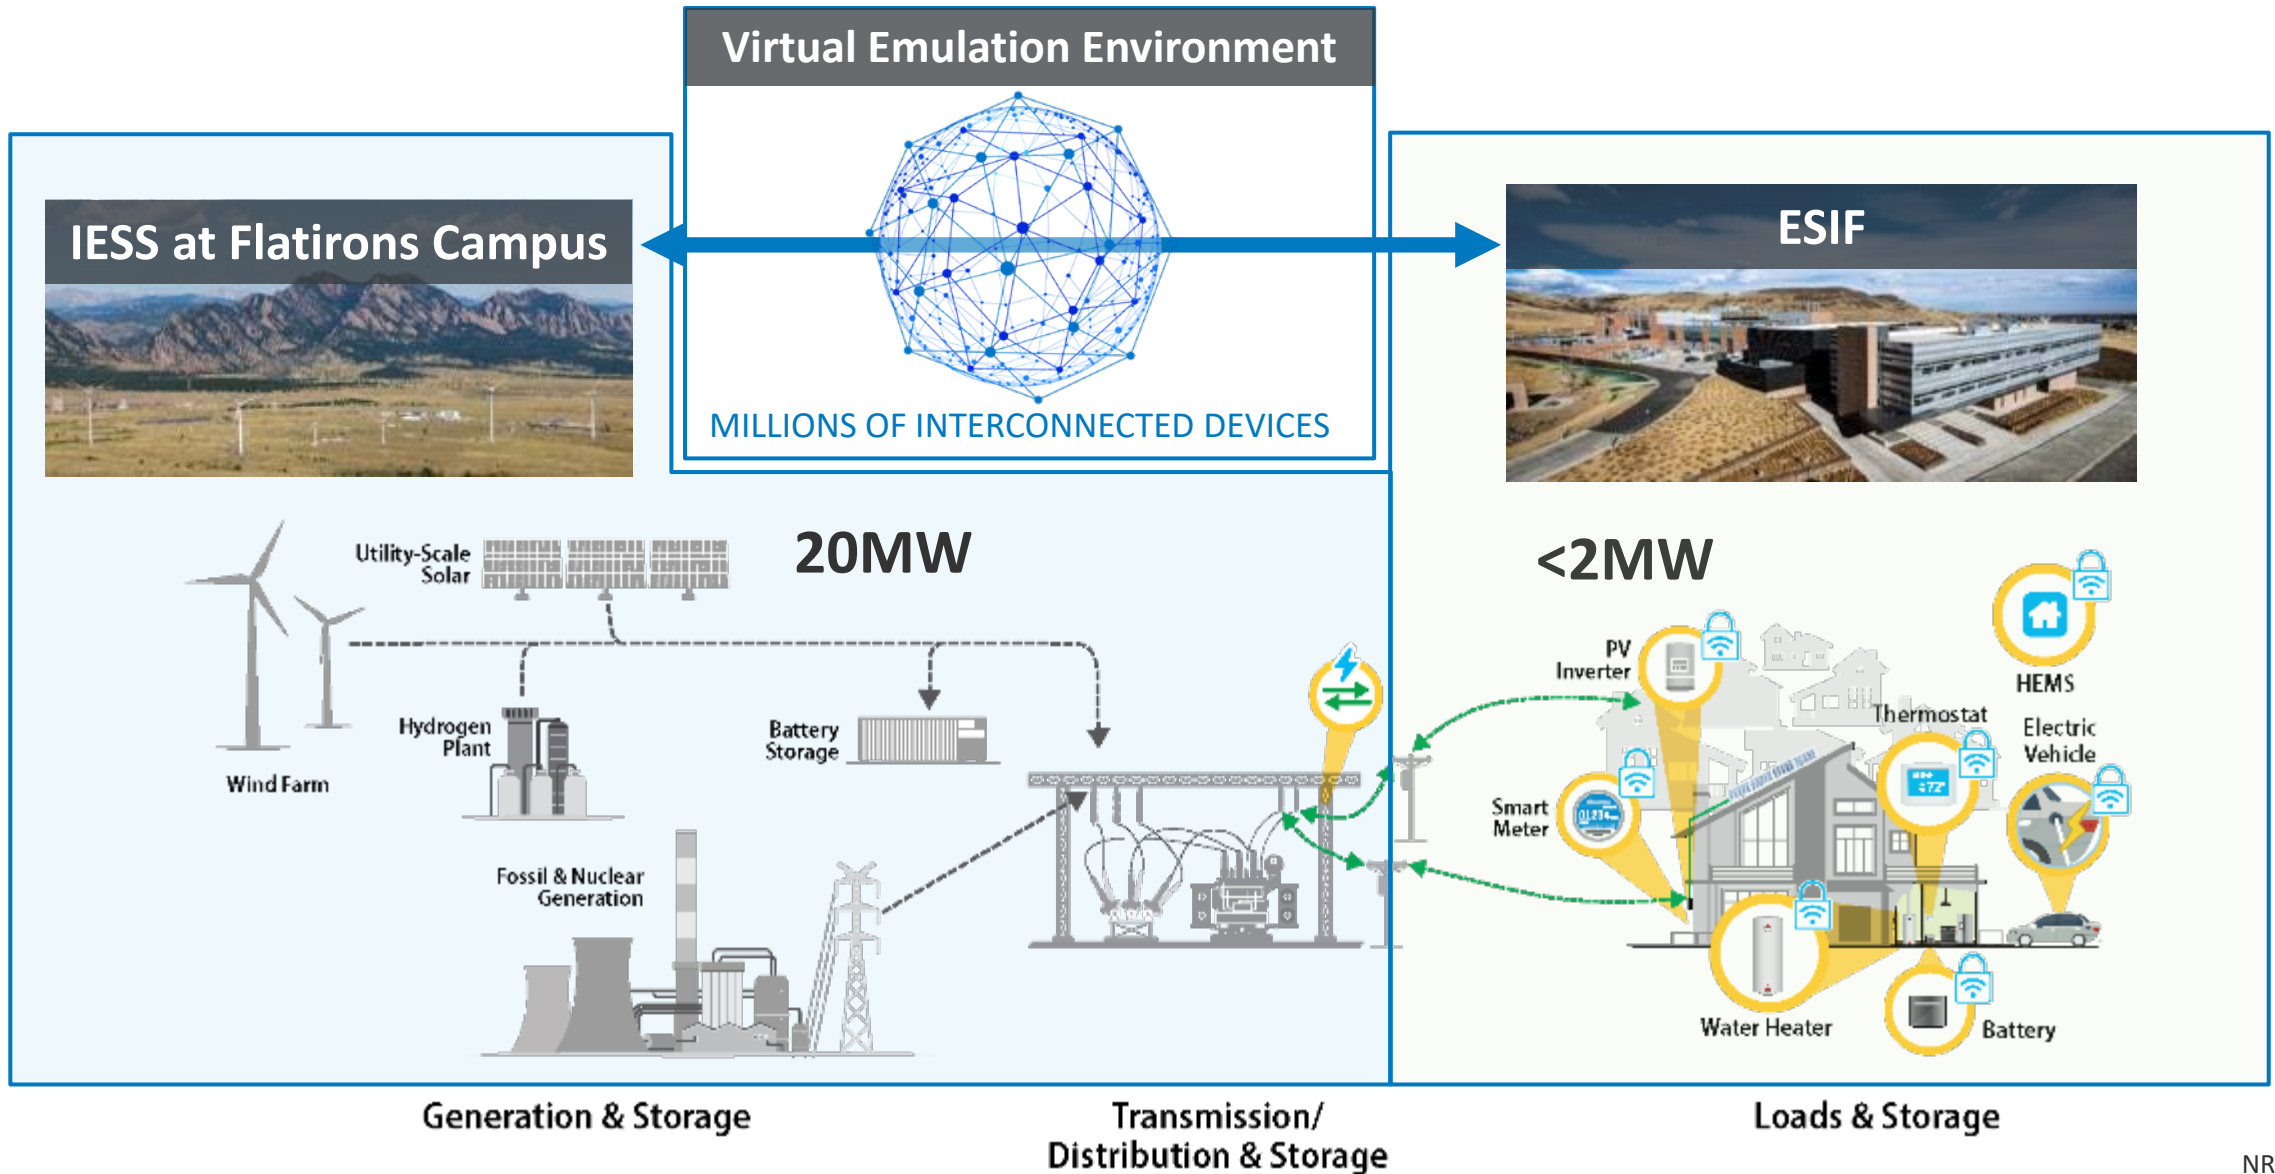 Virtual Emulation Environment
MILLIONS OF INTERCONNECTED DEVICES
IESS at Flatirons Campus
ESIF
20MW
<2MW
Utility-Scale
Solar
Wind Farm
Hydrogen
Plant
Battery
Storage
Fossil & Nuclear
Generation
PV
Inverter
HEMS
Thermostat
Electric
Vehicle
Smart
Meter
Water Heater
Battery
Generation & Storage
Transmission/
Distribution & Storage
Loads & Storage
NR